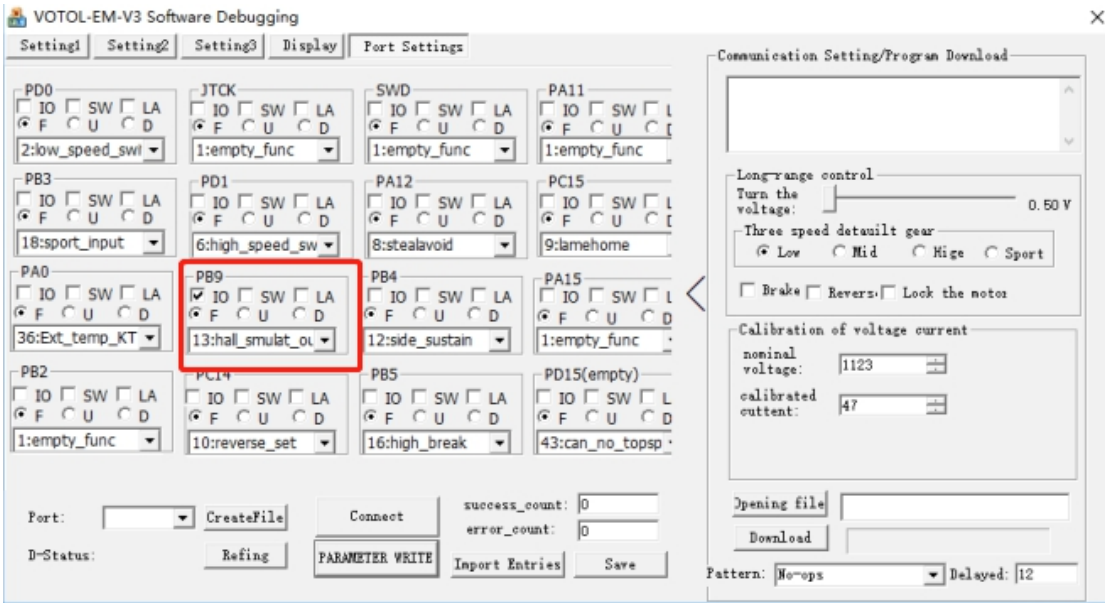 VOTOL-EM-V3 Software Debugging
Setting1 Setting2 Setting3 Display Port Settings
Communication Setting/Program Download
PD0 JTCK SWD PA11
IO SW LA IO SW LA IO SW LA IO SW L
F U D F U D F U D F U D
2:low_speed_swi 1:empty_func 1:empty_func 1:empty_func
PB3 PD1 PA12 PC15
IO SW LA IO SW LA IO SW LA IO SW L
F U D F U D F U D F U D
18:sport_input 6:high_speed_sw 8:stealavoid 9:lamehome
PA0 PB9 PB4 PA15
IO SW LA IO SW LA IO SW LA IO SW L
F U D F U D F U D F U D
36:Ext_temp_KT 13:hall_smulat_ou 12:side_sustain 1:empty_func
PB2 PC14 PB5 PD15(empty)
IO SW LA IO SW LA IO SW LA IO SW L
F U D F U D F U D F U D
1:empty_func 10:reverse_set 16:high_break 43:can_no_topsp
Long-range control
Turn the
voltage: 0.50 V
Three speed detauilt gear
Low Mid Hige Sport
Brake Revers Lock the motor
Calibration of voltage current
nominal
voltage: 1123
calibrated
cuttent: 47
Port: CreateFile Connect success_count: 0
error_count: 0
D-Status: Refing PARAMETER WRITE Import Entries Save
Opening file
Download
Pattern: No-ops Delayed: 12